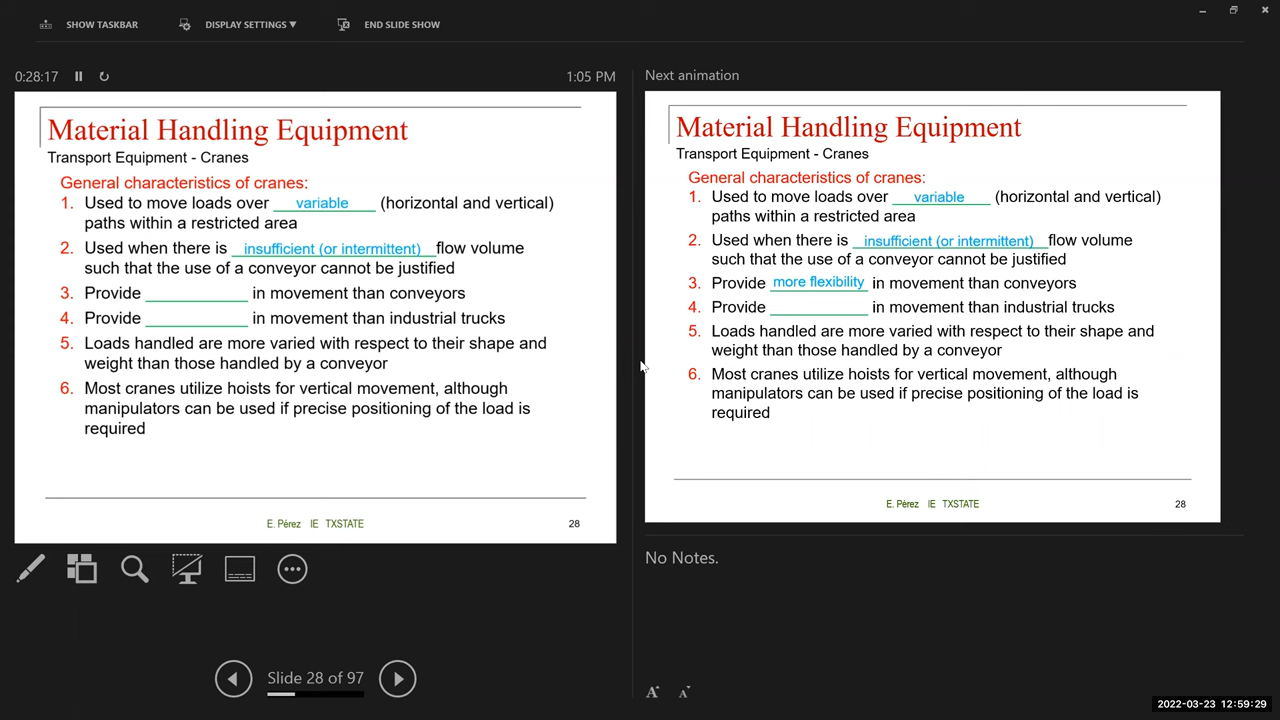 SHOW TASKBAR
DISPLAY SETTINGS ▼
END SLIDE SHOW
0:28:17
1:05 PM
Material Handling Equipment
Transport Equipment - Cranes
General characteristics of cranes:
1. Used to move loads over variable (horizontal and vertical)
paths within a restricted area
2. Used when there is insufficient (or intermittent) flow volume
such that the use of a conveyor cannot be justified
3. Provide ____________ in movement than conveyors
4. Provide ____________ in movement than industrial trucks
5. Loads handled are more varied with respect to their shape and
weight than those handled by a conveyor
6. Most cranes utilize hoists for vertical movement, although
manipulators can be used if precise positioning of the load is
required
E. Pérez IE TXSTATE
28
Slide 28 of 97
Next animation
Material Handling Equipment
Transport Equipment - Cranes
General characteristics of cranes:
1. Used to move loads over variable (horizontal and vertical)
paths within a restricted area
2. Used when there is insufficient (or intermittent) flow volume
such that the use of a conveyor cannot be justified
3. Provide more flexibility in movement than conveyors
4. Provide ____________ in movement than industrial trucks
5. Loads handled are more varied with respect to their shape and
weight than those handled by a conveyor
6. Most cranes utilize hoists for vertical movement, although
manipulators can be used if precise positioning of the load is
required
E. Pérez IE TXSTATE
28
No Notes.
A A
2022-03-23 12:59:29